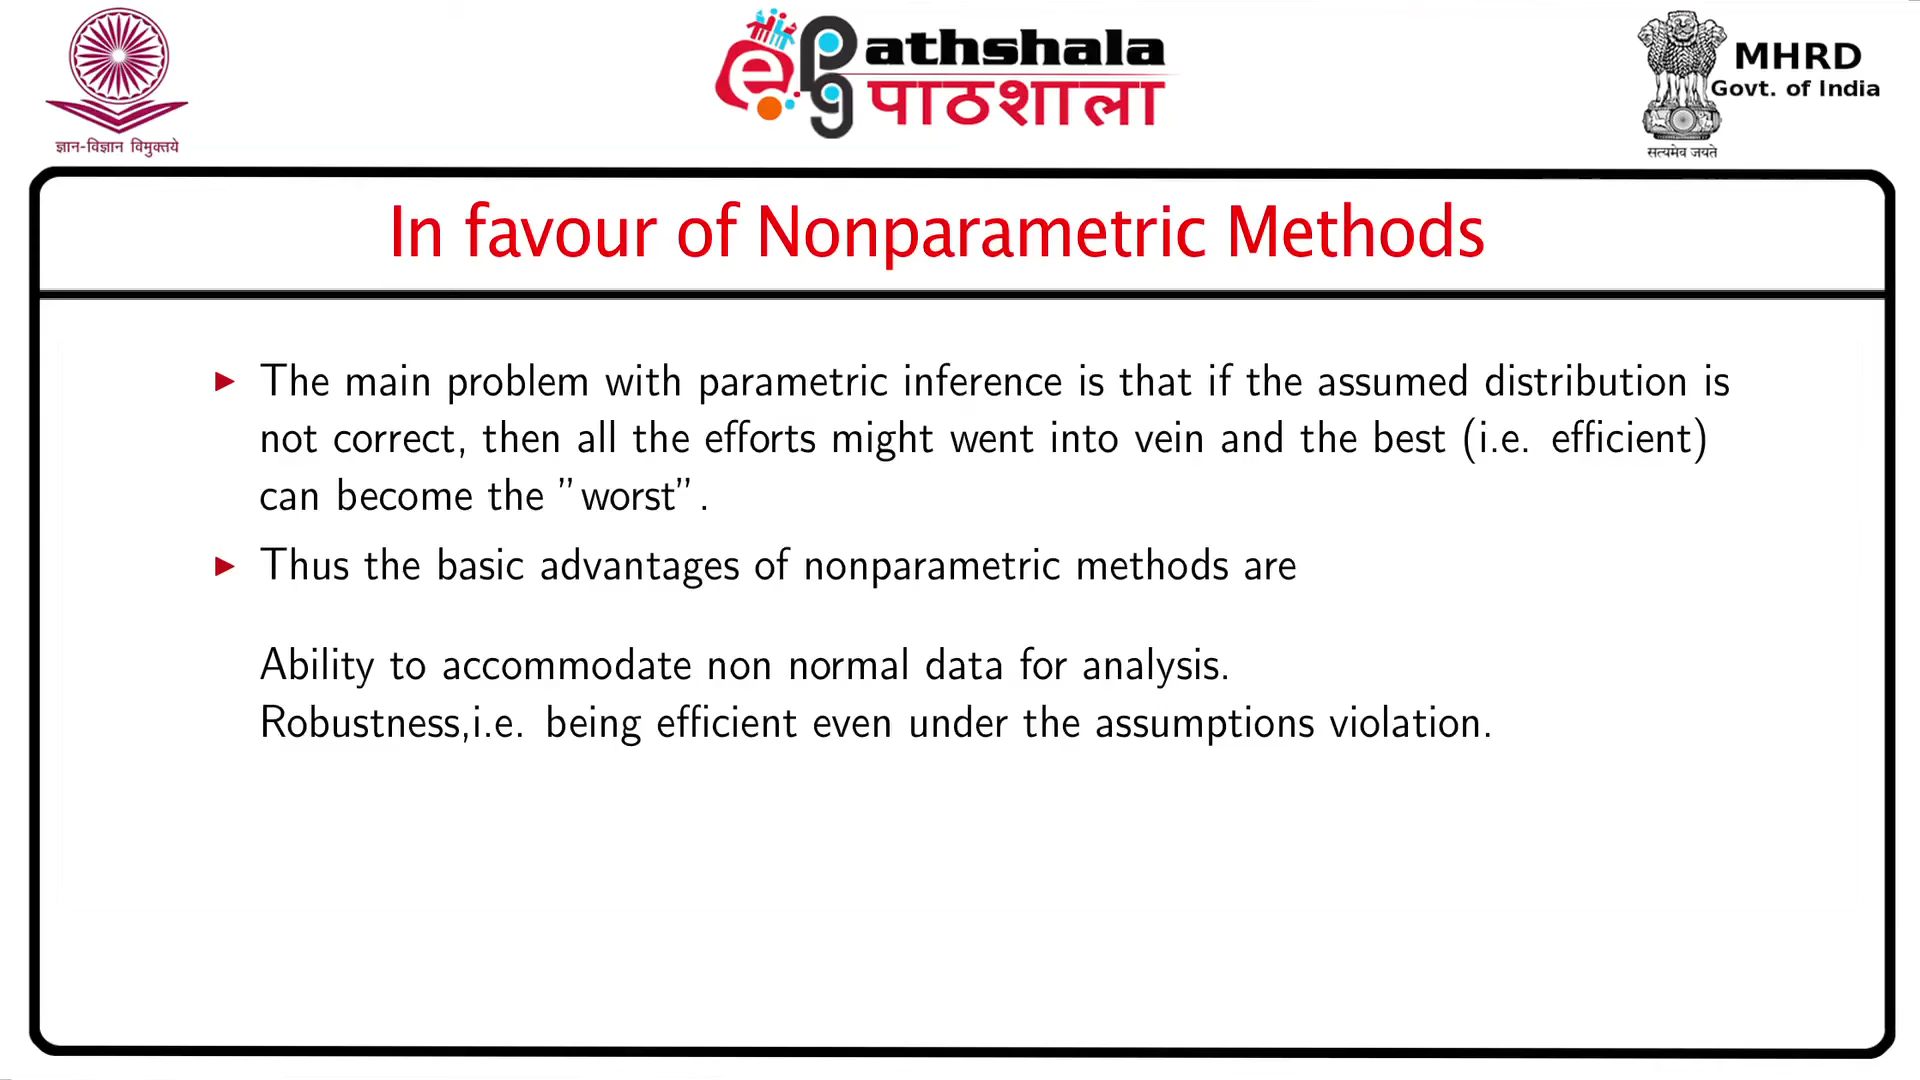 ज्ञान-विज्ञान विमुक्तये
ePG athshala
पाठशाला
MHRD
Govt. of India
सत्यमेव जयते
In favour of Nonparametric Methods
The main problem with parametric inference is that if the assumed distribution is
not correct, then all the efforts might went into vein and the best (i.e. efficient)
can become the "worst".
Thus the basic advantages of nonparametric methods are
Ability to accommodate non normal data for analysis.
Robustness,i.e. being efficient even under the assumptions violation.